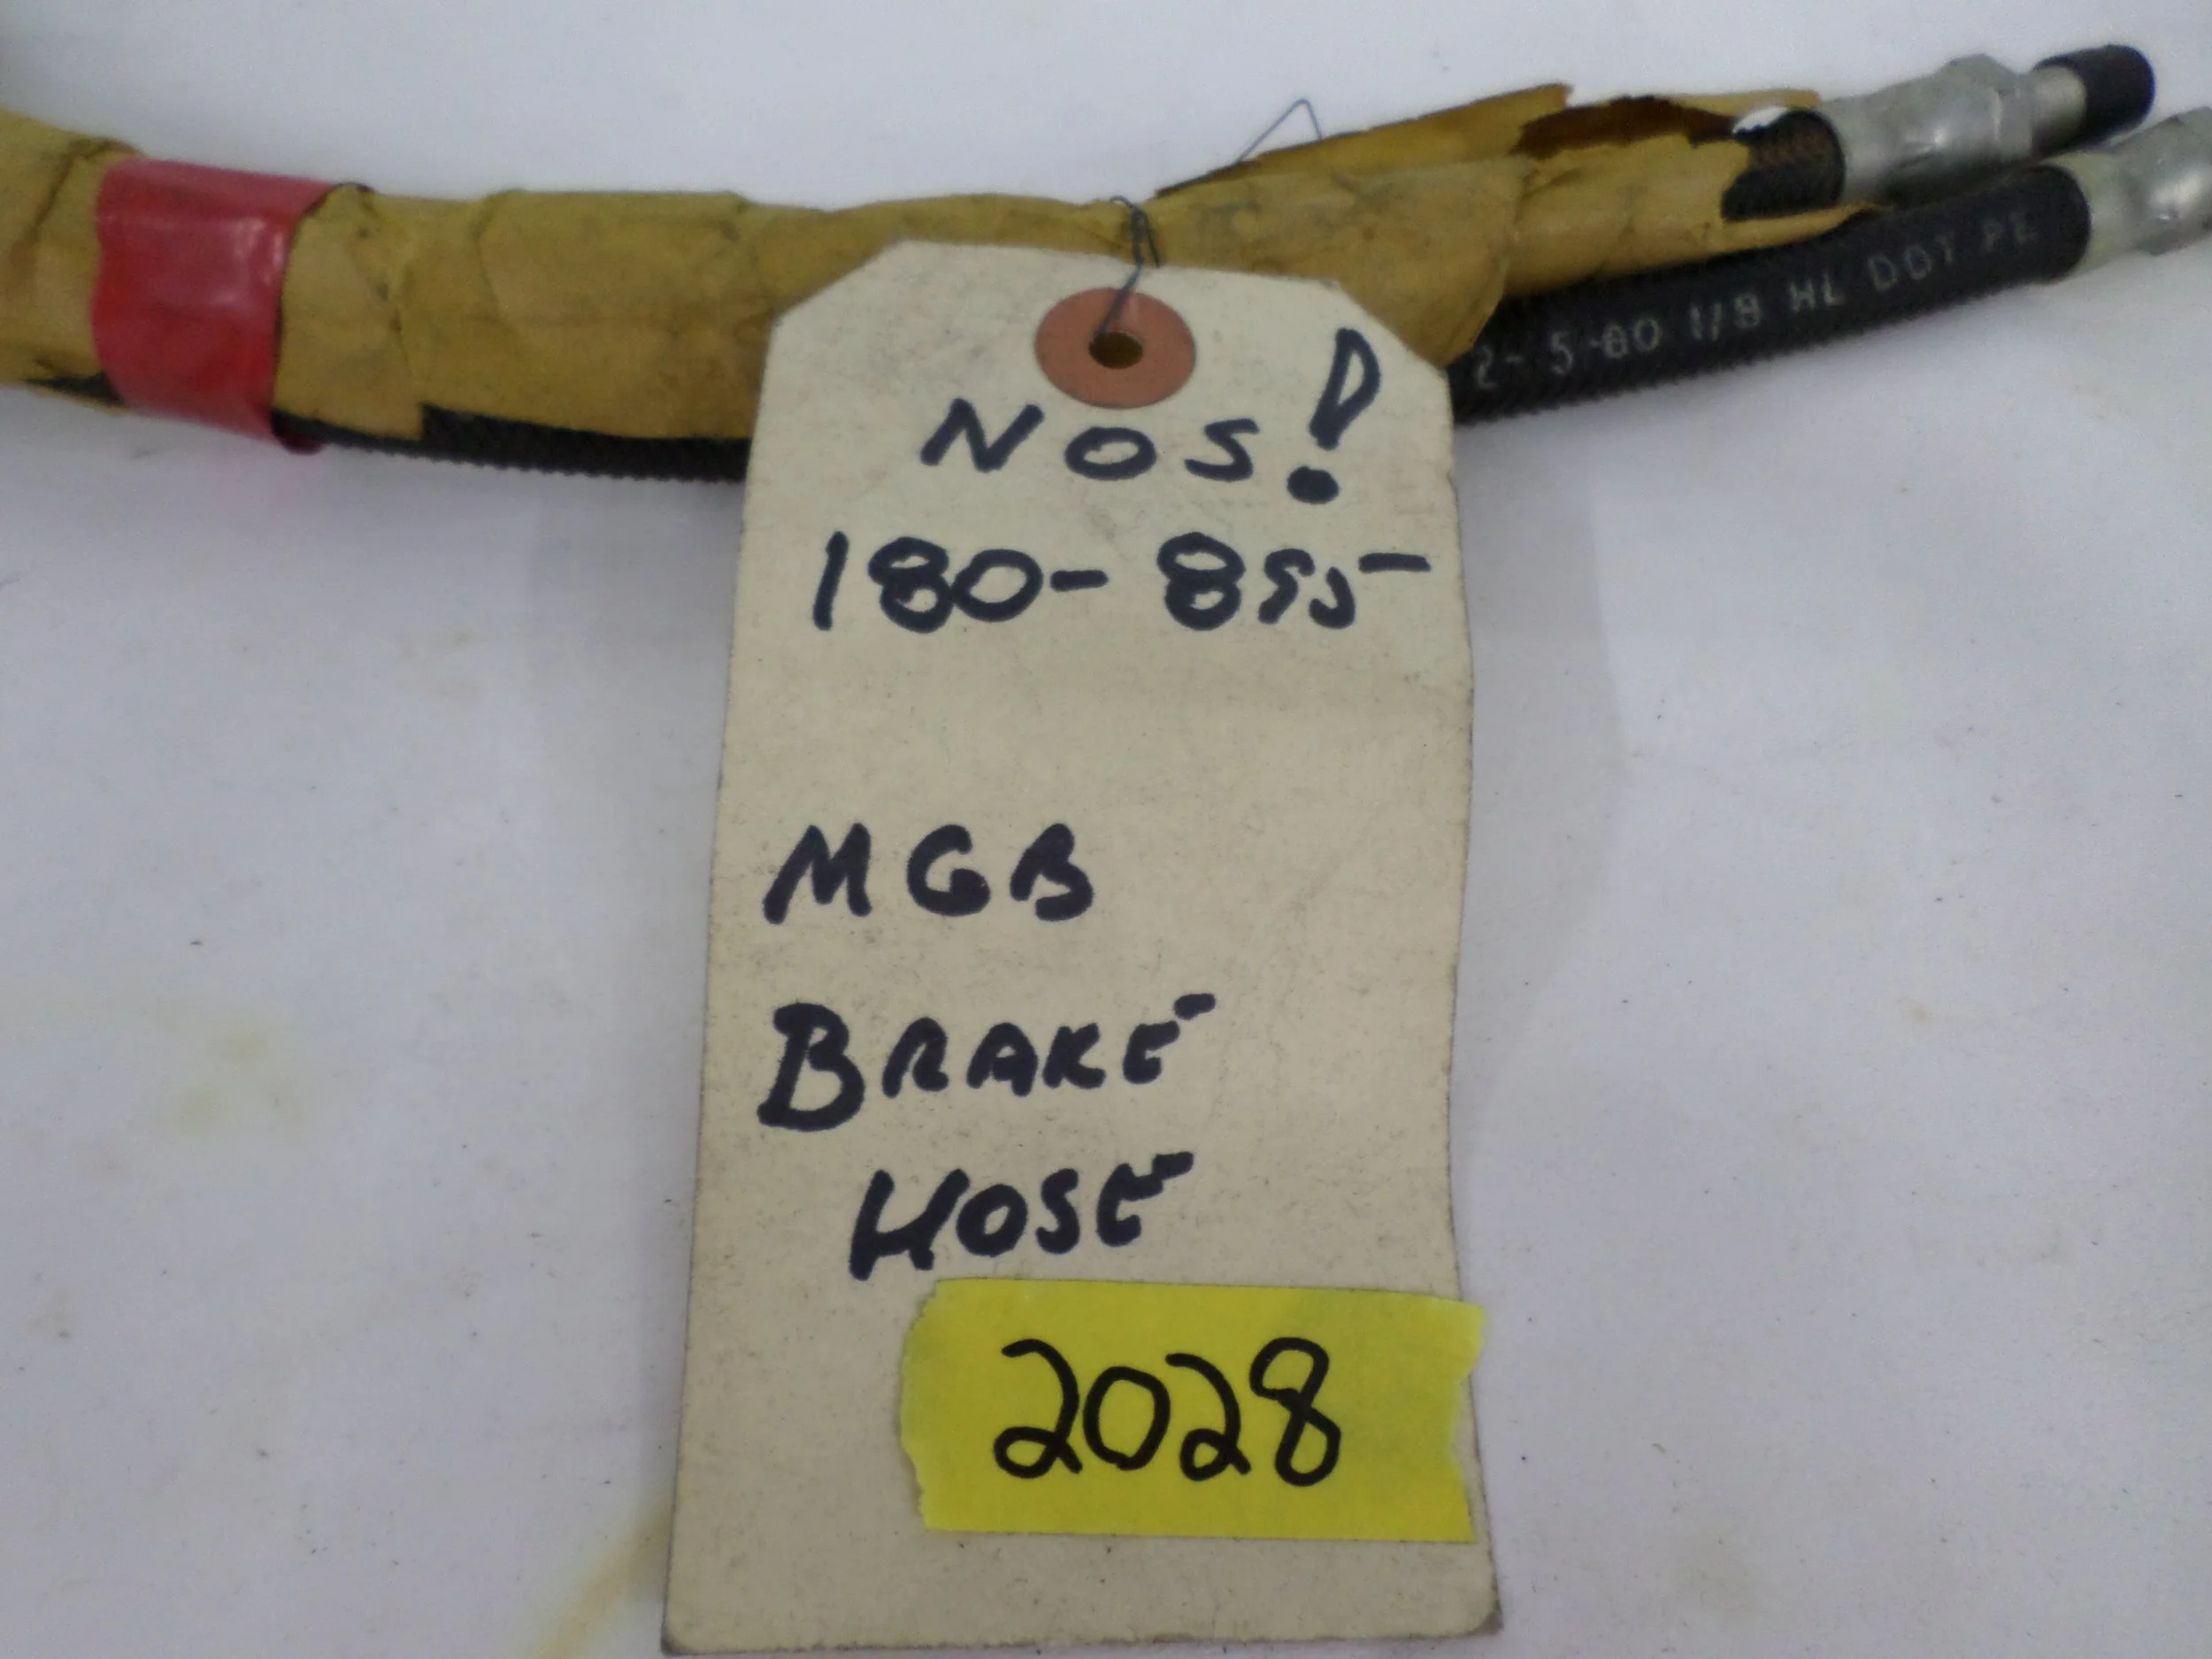 2-5-80 1/8 HL DOT PE
NOS!
180-855
MGB
BRAKE
HOSE
2028